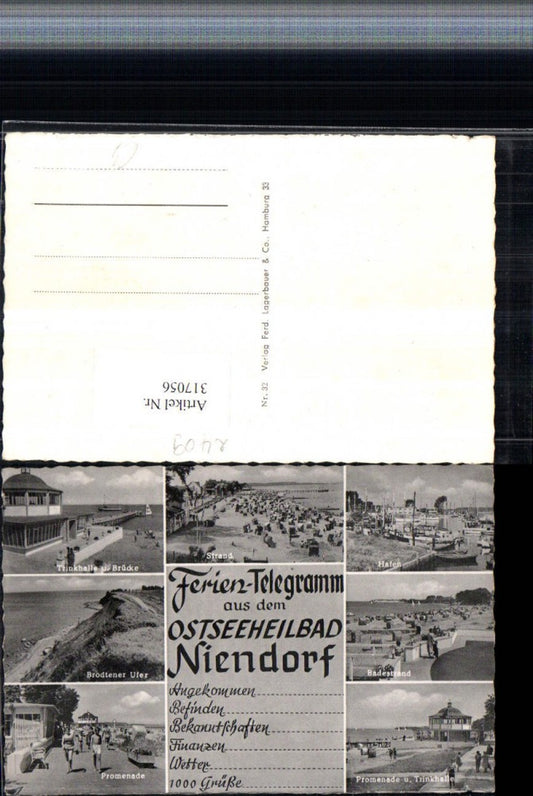 Nr. 32 Verlag Ferd. Lagerbauer & Co., Hamburg 33
Artikel Nr.
317056
2409
Trinkhalle u. Brücke
Strand
Hafen
Ferien-Telegramm
aus dem
OSTSEEHEILBAD
Niendorf
Brodtener Ufer
Badestrand
Angekommen
Befinden
Bekanntschaften
Finanzen
Wetter
1000 Grüße
Promenade
Promenade u. Trinkhalle